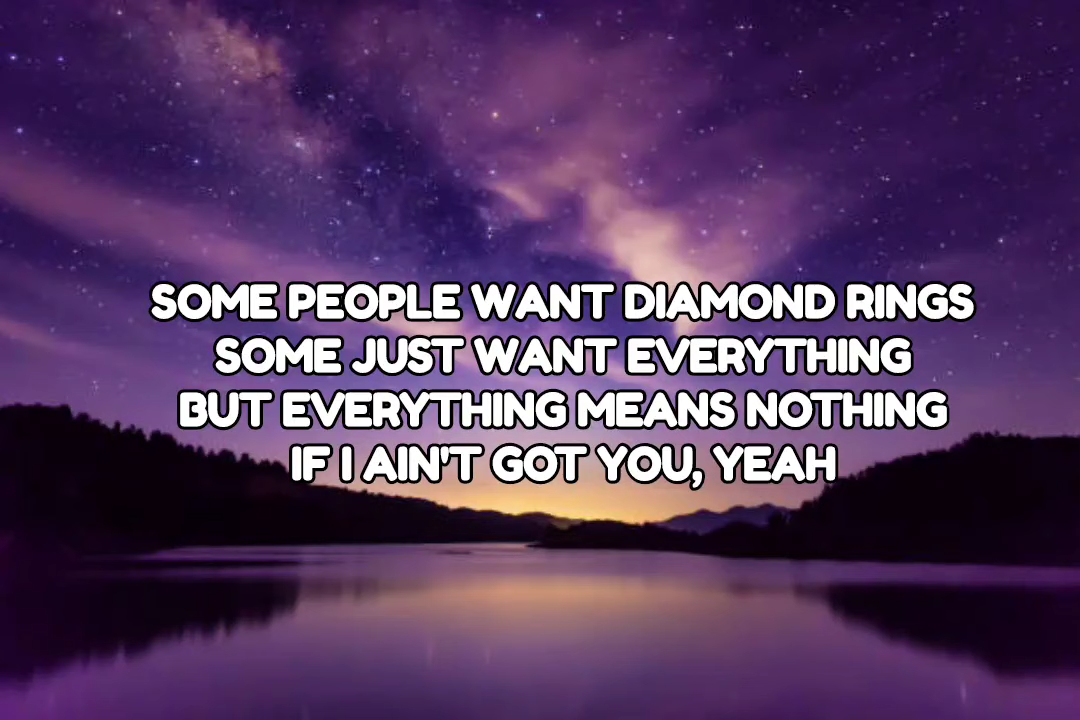 SOME PEOPLE WANT DIAMOND RINGS
SOME JUST WANT EVERYTHING
BUT EVERYTHING MEANS NOTHING
IF I AIN'T GOT YOU, YEAH